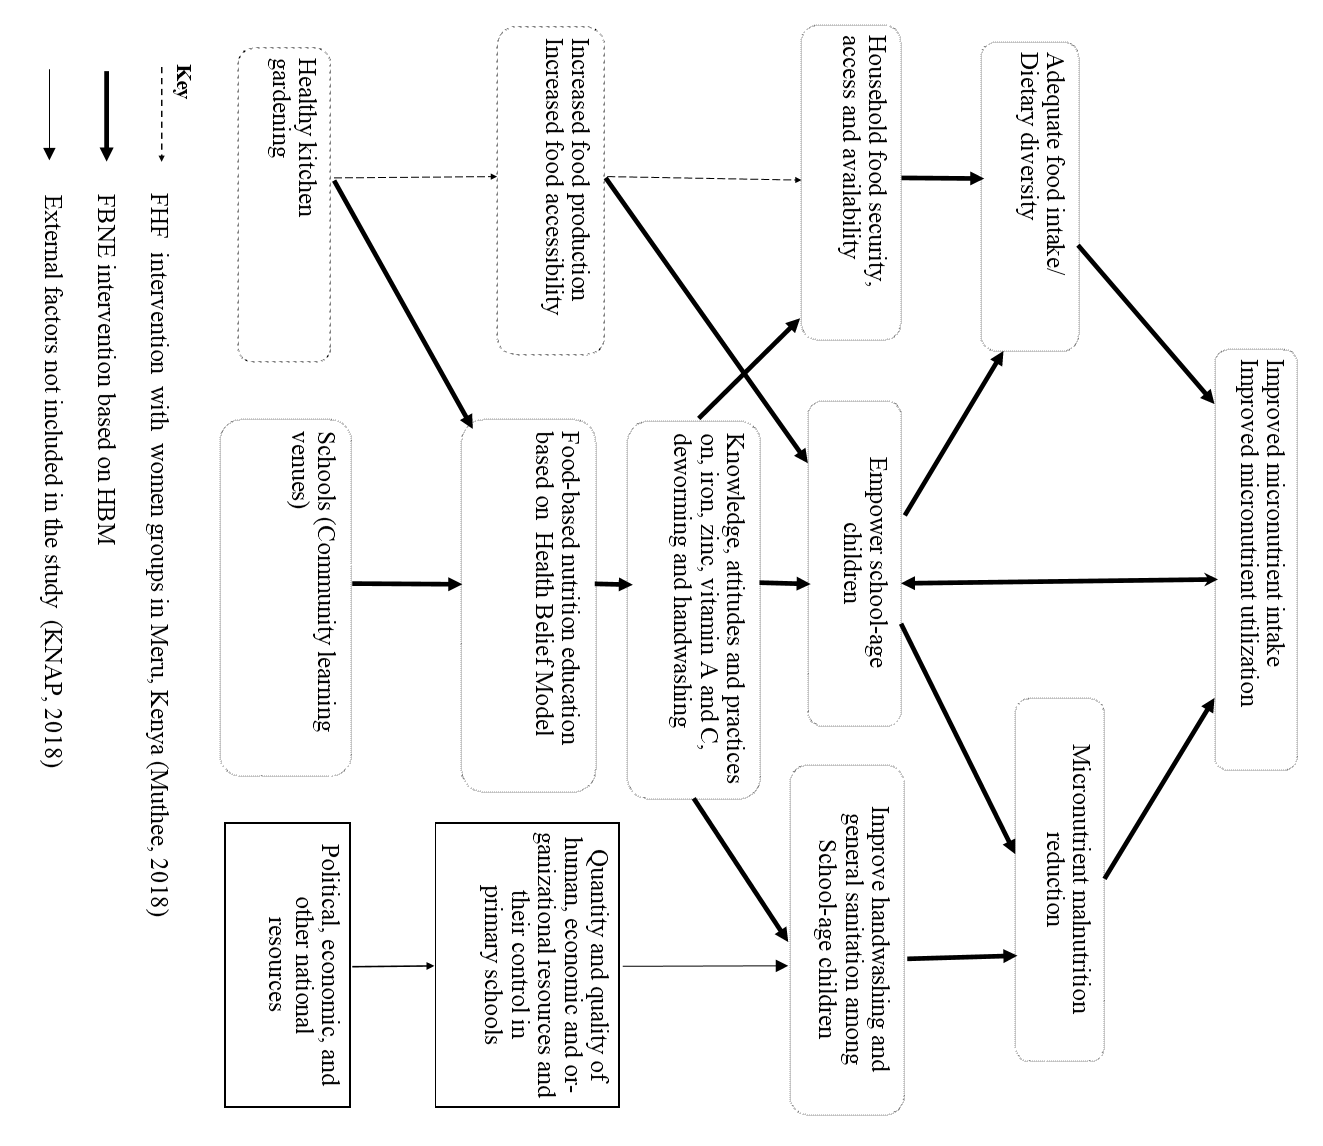 Improved micronutrient intake
Improved micronutrient utilization
Adequate food intake/
Dietary diversity
Micronutrient malnutrition
reduction
Household food security,
access and availability
Empower school-age
children
Improve handwashing and
general sanitation among
School-age children
Knowledge, attitudes and practices
on, iron, zinc, vitamin A and C,
deworming and handwashing
Increased food production
Increased food accessibility
Food-based nutrition education
based on Health Belief Model
Quantity and quality of
human, economic and or-
ganizational resources and
their control in
primary schools
Healthy kitchen
gardening
Schools (Community learning
venues)
Political, economic, and
other national
resources
Key
FHF intervention with women groups in Meru, Kenya (Muthee, 2018)
FBNE intervention based on HBM
External factors not included in the study (KNAP, 2018)